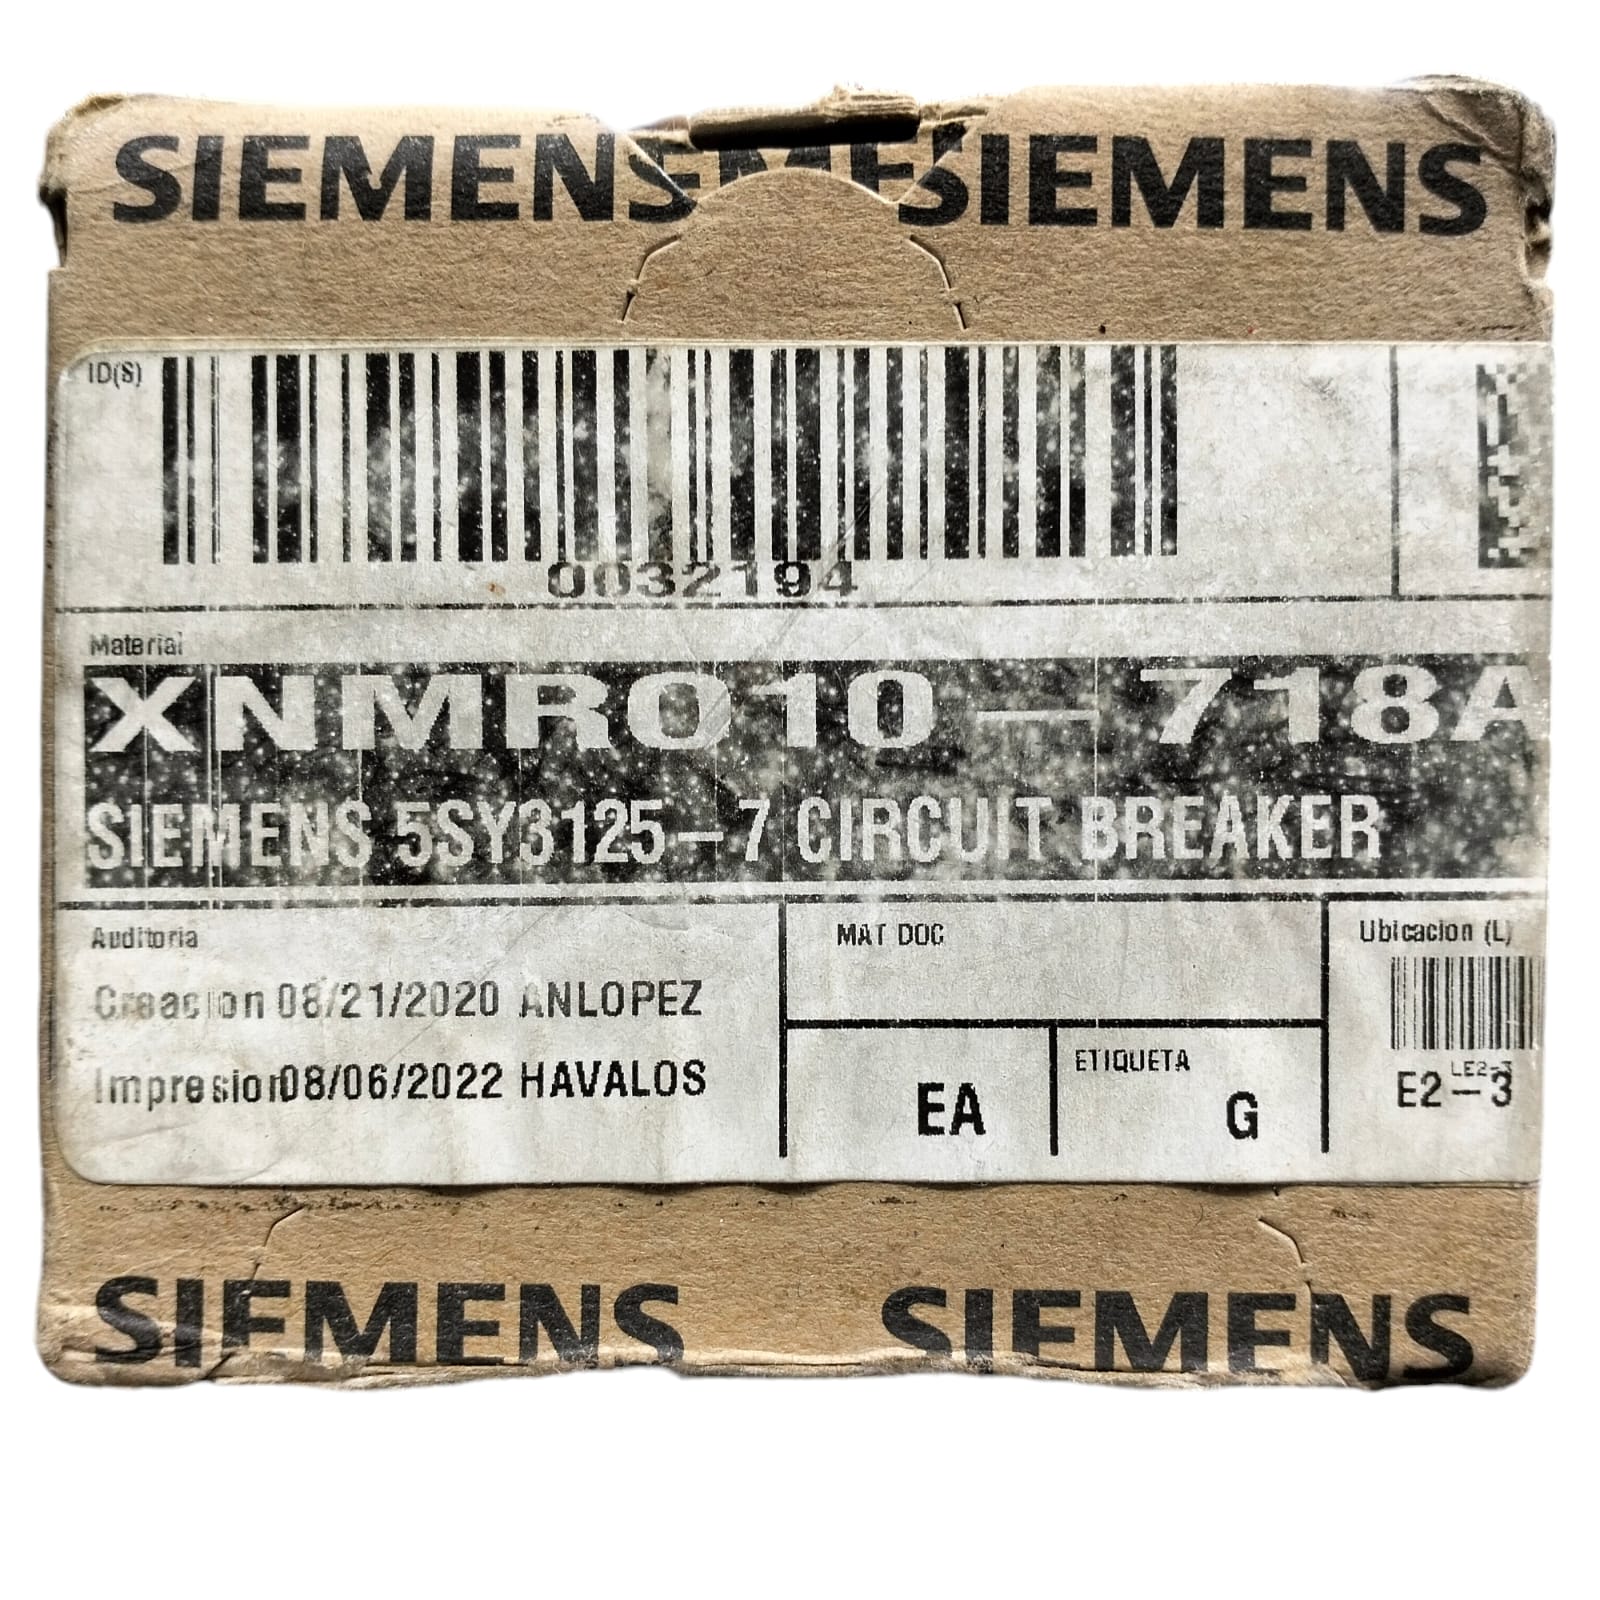 SIEMENS SIEMENS
ID(S)
0032194
Material
XNMR010-718A
SIEMENS 5SY3125-7 CIRCUIT BREAKER
Auditoria
MAT DOC
Ubicacion (L)
Creacion 08/21/2020 ANLOPEZ
Impresion08/06/2022 HAVALOS
EA
ETIQUETA
G
E2-3
SIEMENS SIEMENS